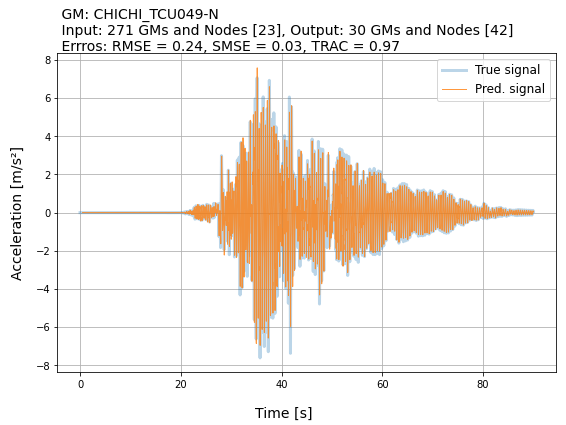 GM: CHICHI_TCU049-N
Input: 271 GMs and Nodes [23], Output: 30 GMs and Nodes [42]
Errros: RMSE = 0.24, SMSE = 0.03, TRAC = 0.97
True signal
Pred. signal
8
6
4
2
0
−2
−4
−6
−8
Acceleration [m/s²]
0 20 40 60 80
Time [s]